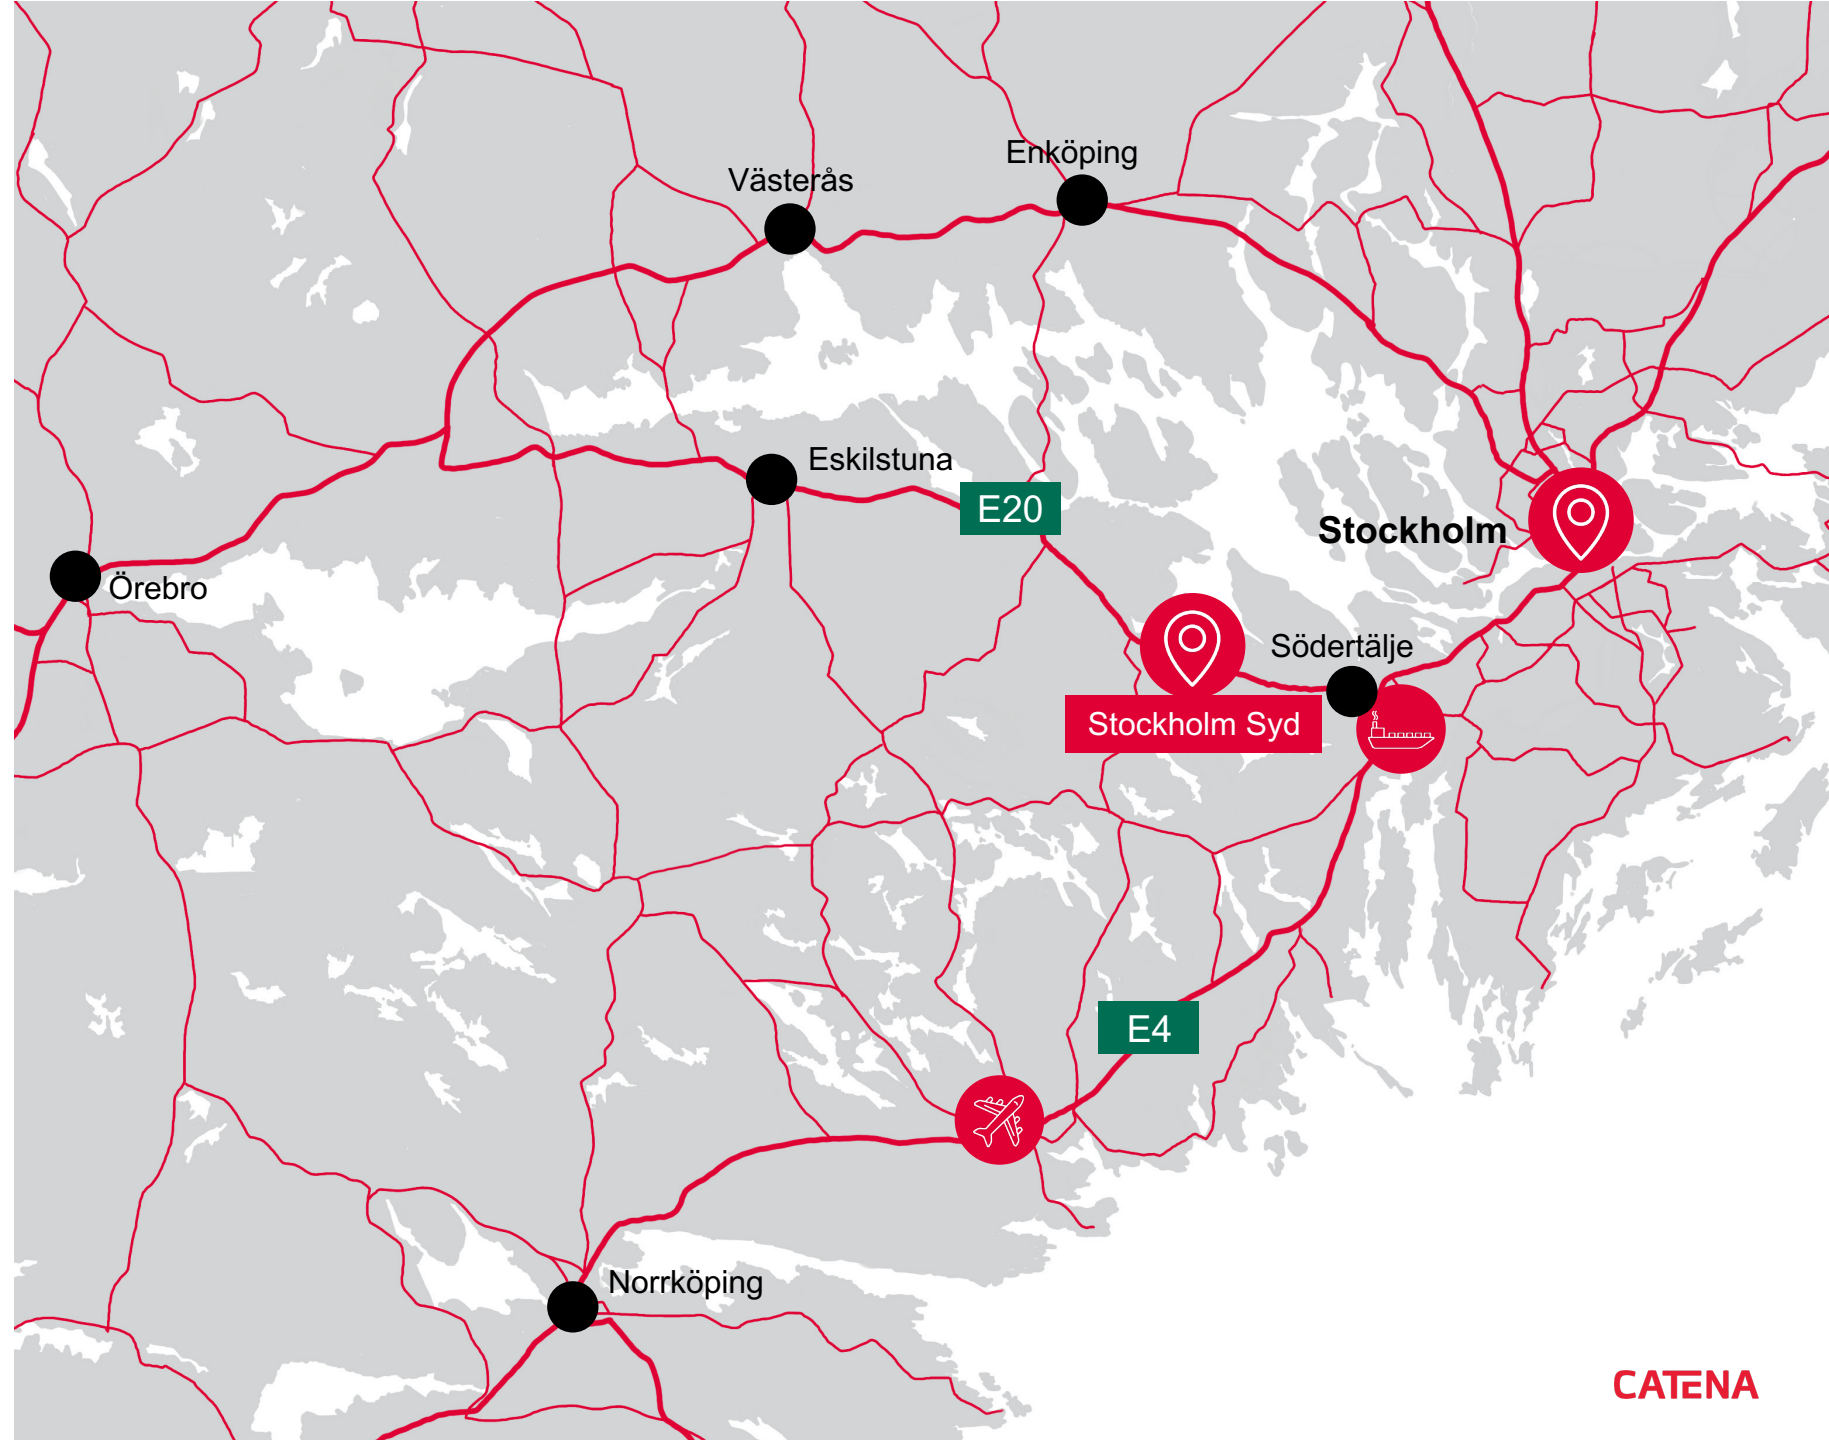 Enköping
Västerås
Eskilstuna
E20
Stockholm
Örebro
Södertälje
Stockholm Syd
E4
Norrköping
CATENA